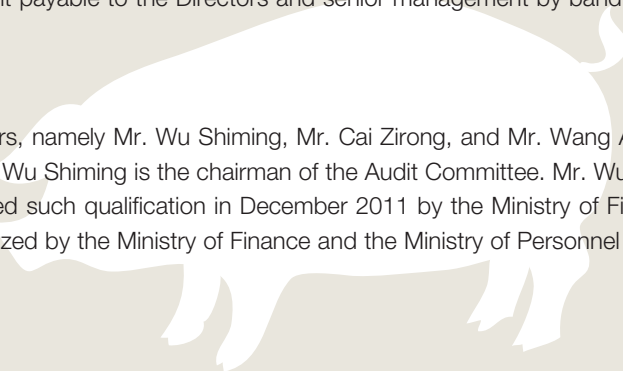 payable to the Directors and senior management by band
rs, namely Mr. Wu Shiming, Mr. Cai Zirong, and Mr. Wang A
Wu Shiming is the chairman of the Audit Committee. Mr. Wu
ed such qualification in December 2011 by the Ministry of Fi
zed by the Ministry of Finance and the Ministry of Personnel